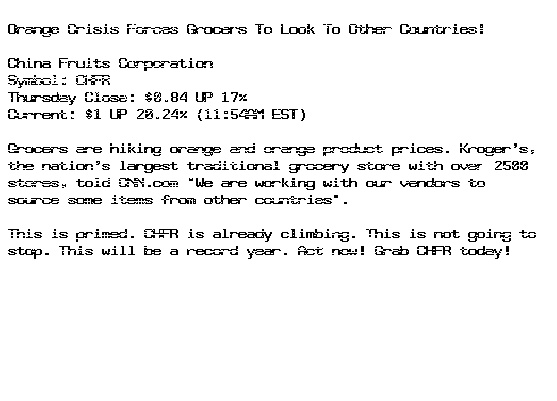 Orange Crisis Forces Grocers To Look To Other Countries!
China Fruits Corporation
Symbol: CHFR
Thursday Close: $0.84 UP 17%
Current: $1 UP 20.24% (11:54AM EST)
Grocers are hiking orange and orange product prices. Kroger's,
the nation's largest traditional grocery store with over 2500
stores, told CNN.com "We are working with our vendors to
source some items from other countries".
This is primed. CHFR is already climbing. This is not going to
stop. This will be a record year. Act now! Grab CHFR today!